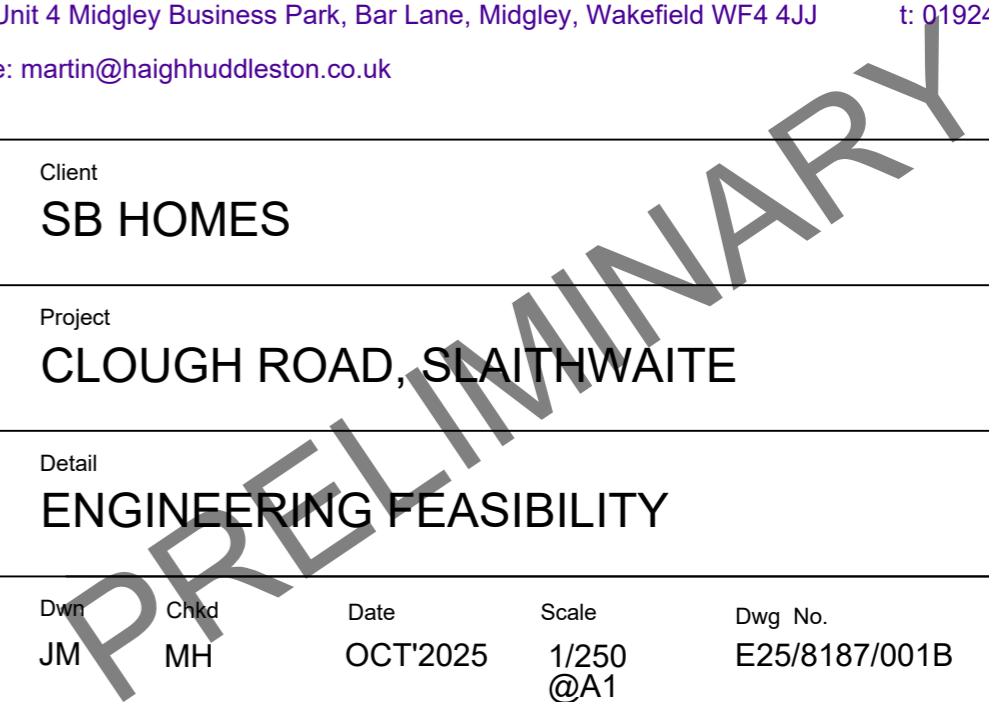 Unit 4 Midgley Business Park, Bar Lane, Midgley, Wakefield WF4 4JJ t: 01924
e: martin@haighhuddleston.co.uk
Client
SB HOMES
Project
CLOUGH ROAD, SLAITHWAITE
Detail
ENGINEERING FEASIBILITY
Dwn Chkd Date Scale Dwg No.
JM MH OCT'2025 1/250 @A1 E25/8187/001B
PRELIMINARY